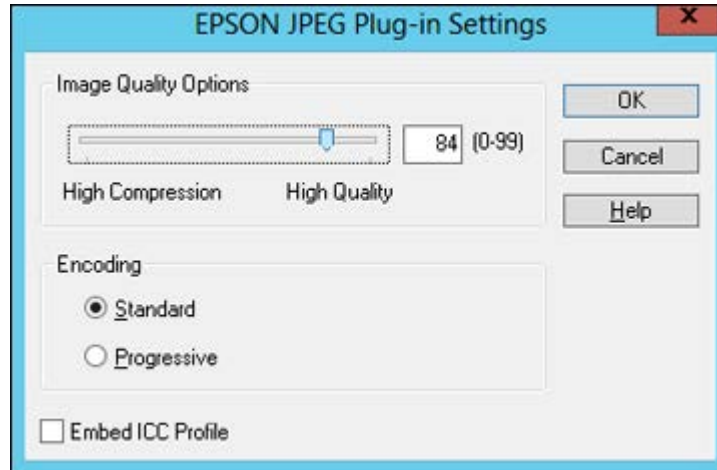 EPSON JPEG Plug-in Settings
x
Image Quality Options
84 (0-99)
High Compression High Quality
OK
Cancel
Help
Encoding
Standard
Progressive
Embed ICC Profile